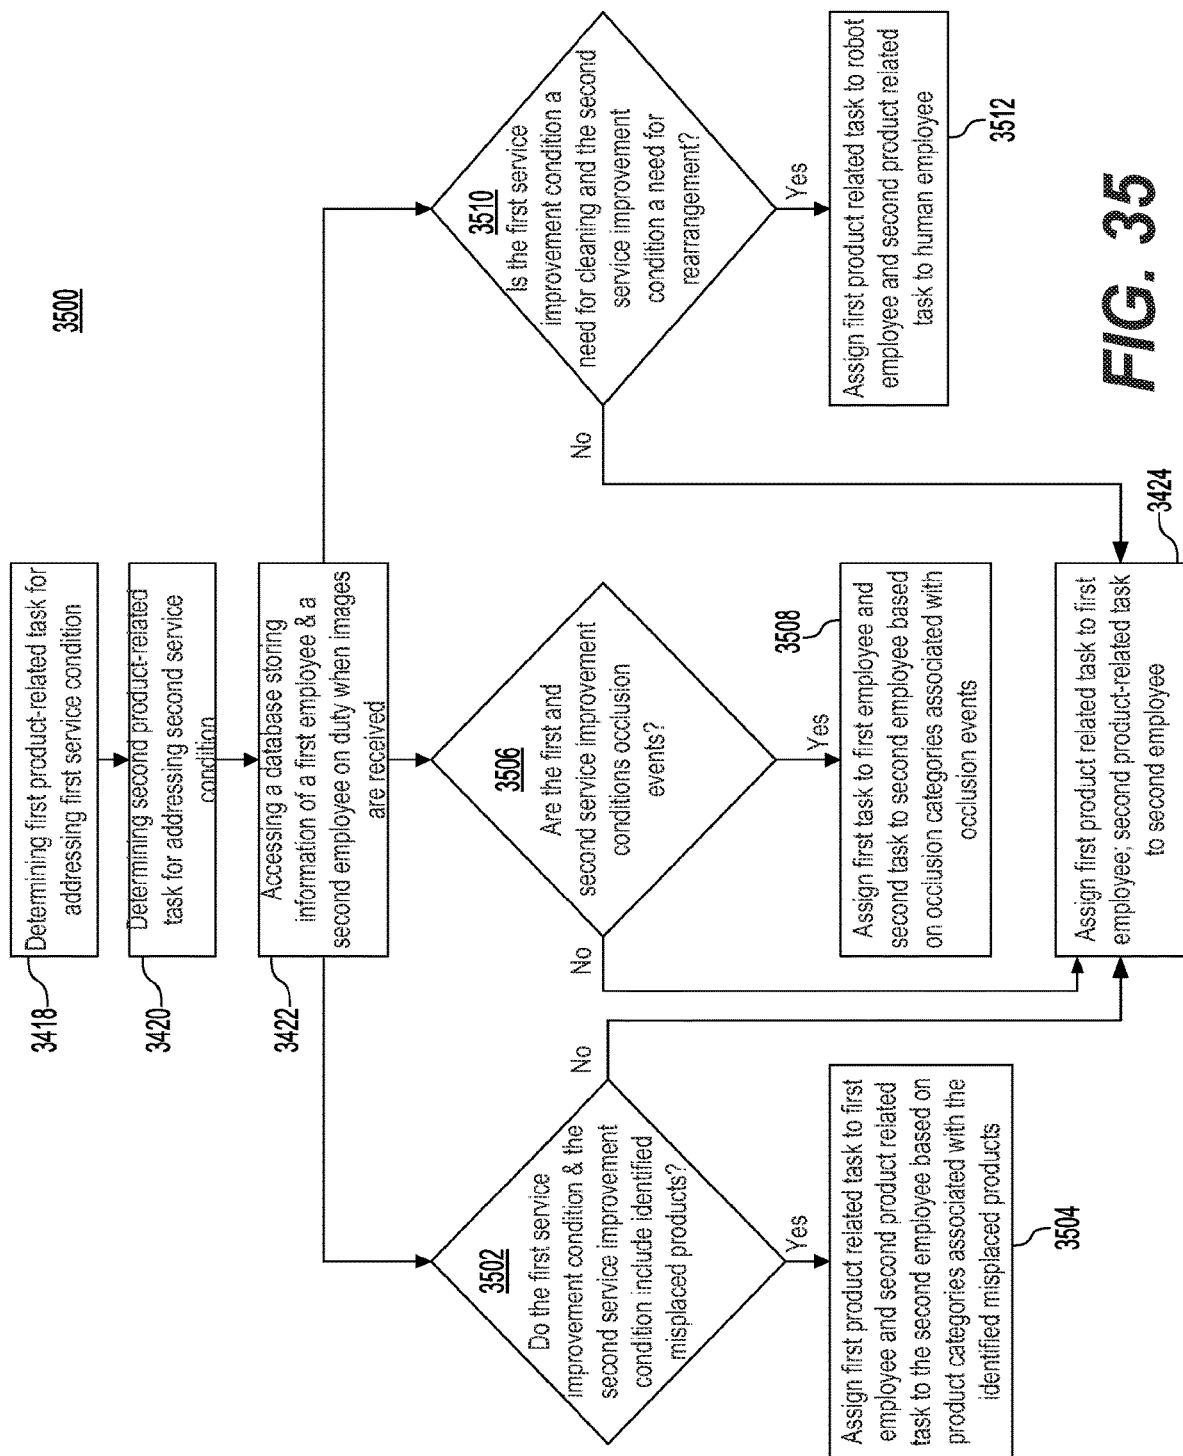 3500
3418
Determining first product-related task for
addressing first service condition
3420
Determining second product-related
task for addressing second service
condition
3422
Accessing a database storing
information of a first employee & a
second employee on duty when images
are received
3502
Do the first service
improvement condition & the
second service improvement
condition include identified
misplaced products?
No
Yes
Assign first product related task to first
employee and second product related
task to the second employee based on
product categories associated with the
identified misplaced products
3504
3506
Are the first and
second service improvement
conditions occlusion
events?
No
Yes
3508
Assign first task to first employee and
second task to second employee based
on occlusion categories associated with
occlusion events
3510
Is the first service
improvement condition a
need for cleaning and the second
service improvement
condition a need for
rearrangement?
No
Yes
Assign first product related task to robot
employee and second product related
task to human employee
3512
3424
Assign first product related task to first
employee; second product-related task
to second employee
FIG. 35